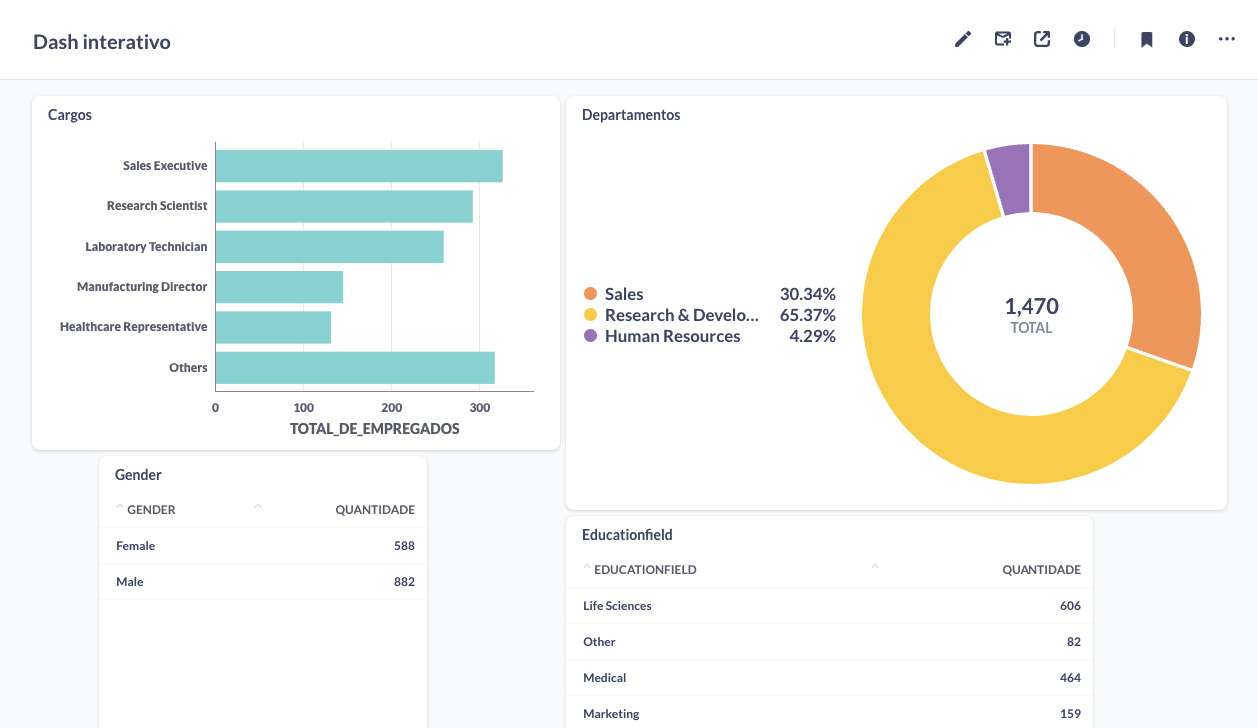 Dash interativo
Cargos
Sales Executive
Research Scientist
Laboratory Technician
Manufacturing Director
Healthcare Representative
Others
0 100 200 300
TOTAL_DE_EMPREGADOS
Departamentos
Sales 30.34%
Research & Develo... 65.37%
Human Resources 4.29%
1,470
TOTAL
Gender
GENDER QUANTIDADE
Female 588
Male 882
Educationfield
EDUCATIONFIELD QUANTIDADE
Life Sciences 606
Other 82
Medical 464
Marketing 159